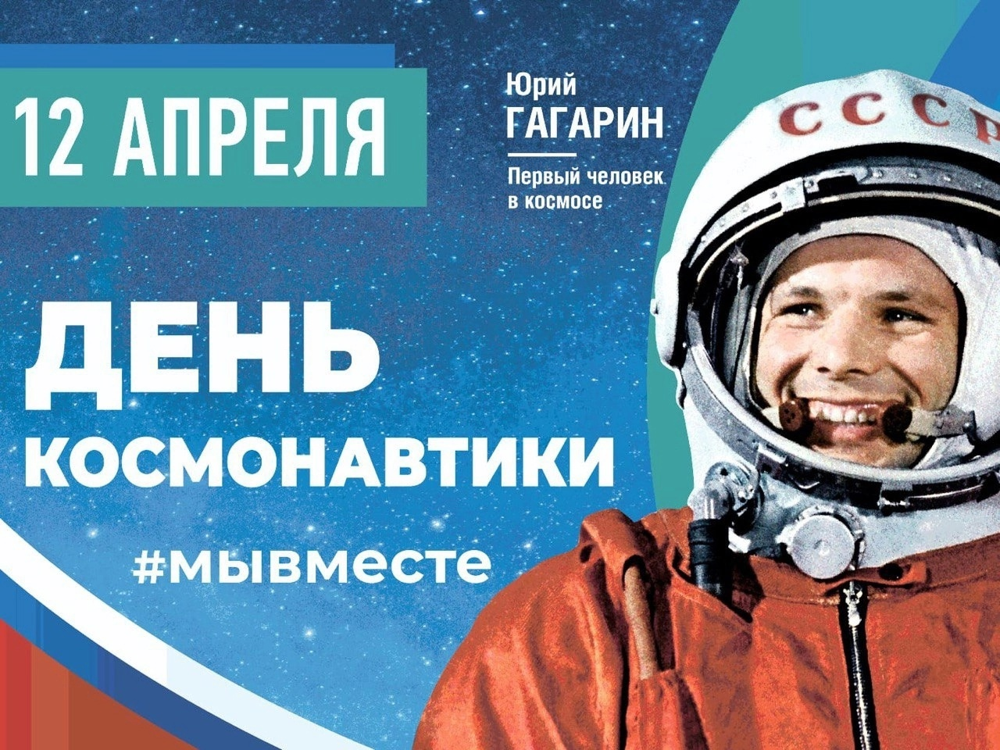 12 АПРЕЛЯ
Юрий
ГАГАРИН
Первый человек
в космосе
СССР
ДЕНЬ
КОСМОНАВТИКИ
#мывместе